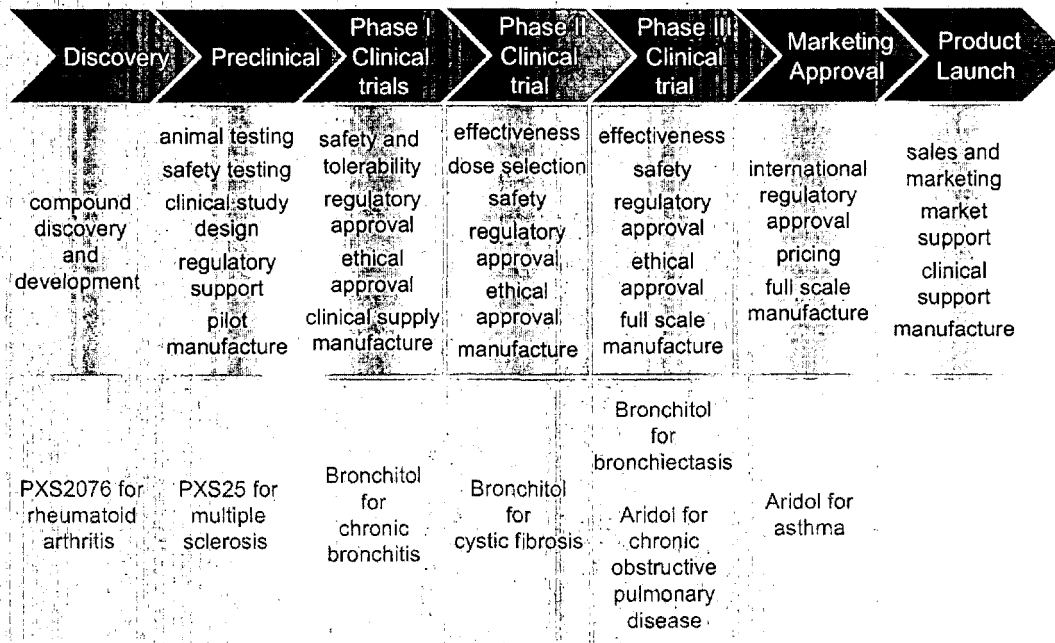 Discovery
Preclinical
Phase I
Clinical
trials
Phase II
Clinical
trial
Phase III
Clinical
trial
Marketing
Approval
Product
Launch
compound
discovery
and
development
animal testing
safety testing
clinical study
design
regulatory
support
pilot
manufacture
safety and
tolerability
regulatory
approval
ethical
approval
clinical supply
manufacture
effectiveness
dose selection
safety
regulatory
approval
ethical
approval
manufacture
effectiveness
safety
regulatory
approval
ethical
approval
full scale
manufacture
international
regulatory
approval
pricing
full scale
manufacture
sales and
marketing
market
support
clinical
support
manufacture
PXS2076 for
rheumatoid
arthritis
PXS25 for
multiple
sclerosis
Bronchitol
for
chronic
bronchitis
Bronchitol
for
cystic fibrosis
Bronchitol
for
bronchiectasis
Aridol for
chronic
obstructive
pulmonary
disease
Aridol for
asthma